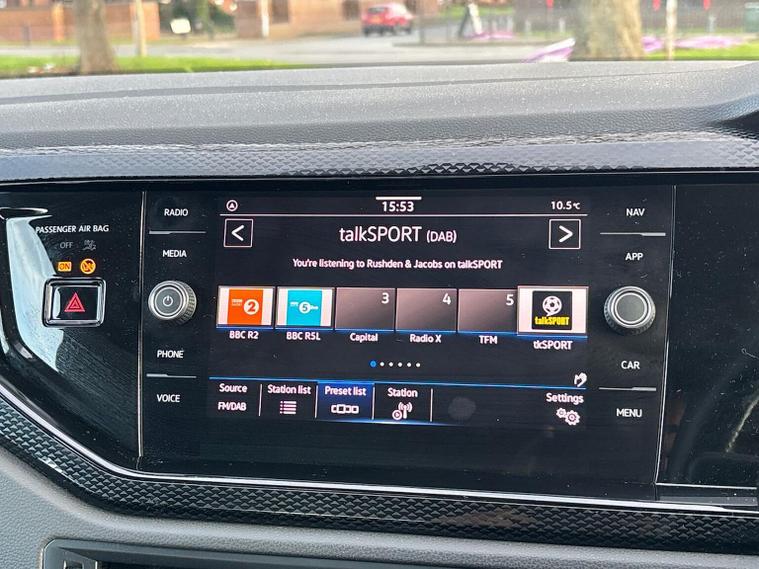 PASSENGER AIR BAG
OFF
ON
RADIO
MEDIA
PHONE
VOICE
15:53
10.5°C
talkSPORT (DAB)
You're listening to Rushden & Jacobs on talkSPORT
2
5
3
4
5
talkSPORT
BBC R2
BBC R5L
Capital
Radio X
TFM
tkSPORT
Source
FM/DAB
Station list
Preset list
Station
Settings
NAV
APP
CAR
MENU